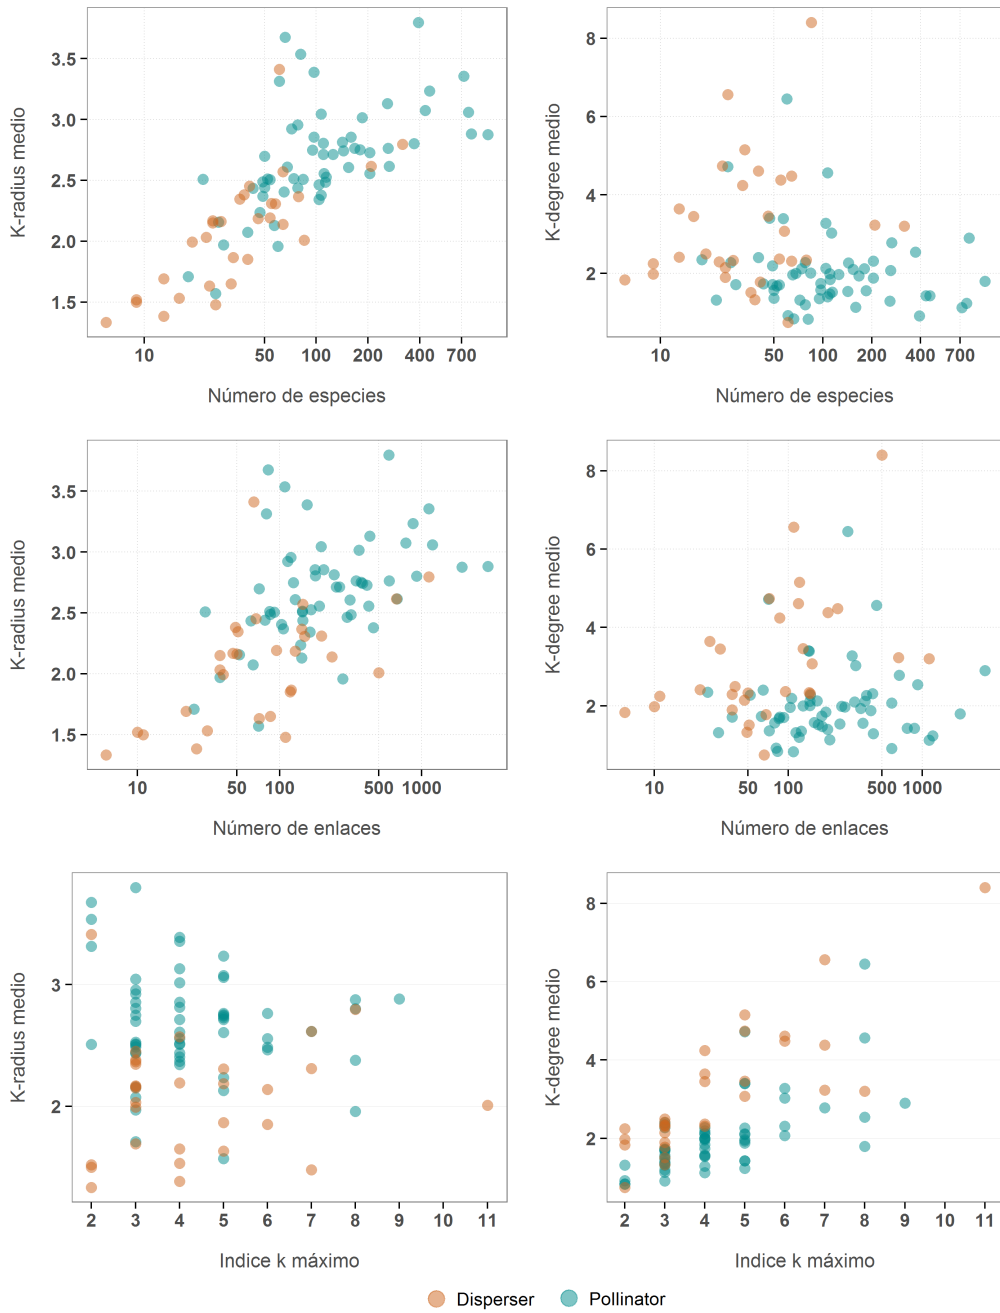 K-radius medio
3.5
3.0
2.5
2.0
1.5
10 50 100 200 400 700
Número de especies
K-degree medio
8
6
4
2
10 50 100 200 400 700
Número de especies
K-radius medio
3.5
3.0
2.5
2.0
1.5
10 50 100 500 1000
Número de enlaces
K-degree medio
8
6
4
2
10 50 100 500 1000
Número de enlaces
K-radius medio
3
2
2 3 4 5 6 7 8 9 10 11
Indice k máximo
K-degree medio
8
6
4
2
2 3 4 5 6 7 8 9 10 11
Indice k máximo
Disperser Pollinator